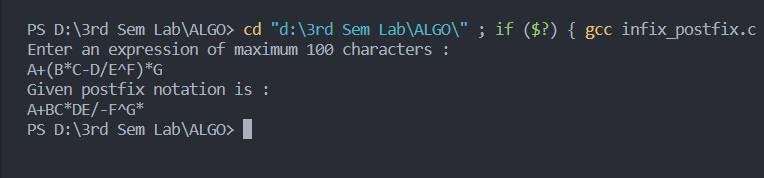 PS D:\3rd Sem Lab\ALGO> cd "d:\3rd Sem Lab\ALGO\" ; if ($?) { gcc infix_postfix.c
Enter an expression of maximum 100 characters :
A+(B*C-D/E^F)*G
Given postfix notation is :
A+BC*DE/-F^G*
PS D:\3rd Sem Lab\ALGO>